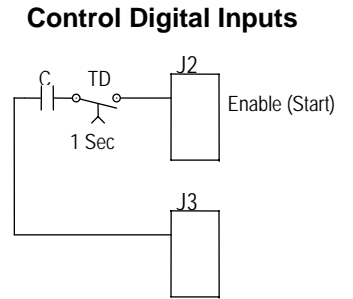 Control Digital Inputs
C TD J2
Enable (Start)
1 Sec
J3